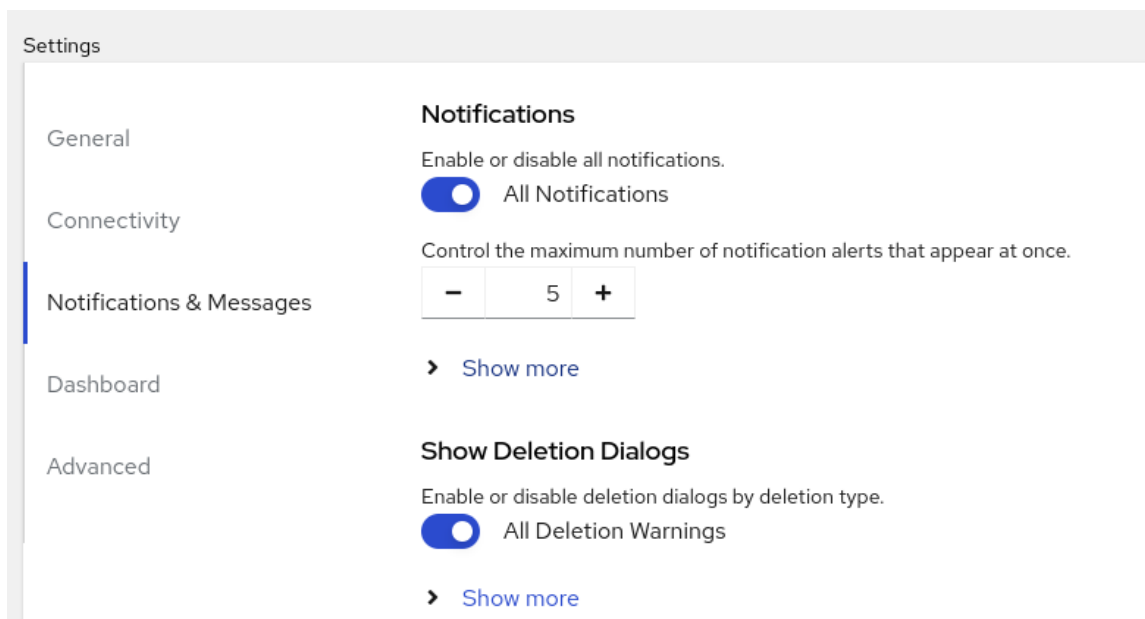 Settings
General
Connectivity
Notifications & Messages
Dashboard
Advanced
Notifications
Enable or disable all notifications.
All Notifications
Control the maximum number of notification alerts that appear at once.
− 5 +
Show more
Show Deletion Dialogs
Enable or disable deletion dialogs by deletion type.
All Deletion Warnings
Show more